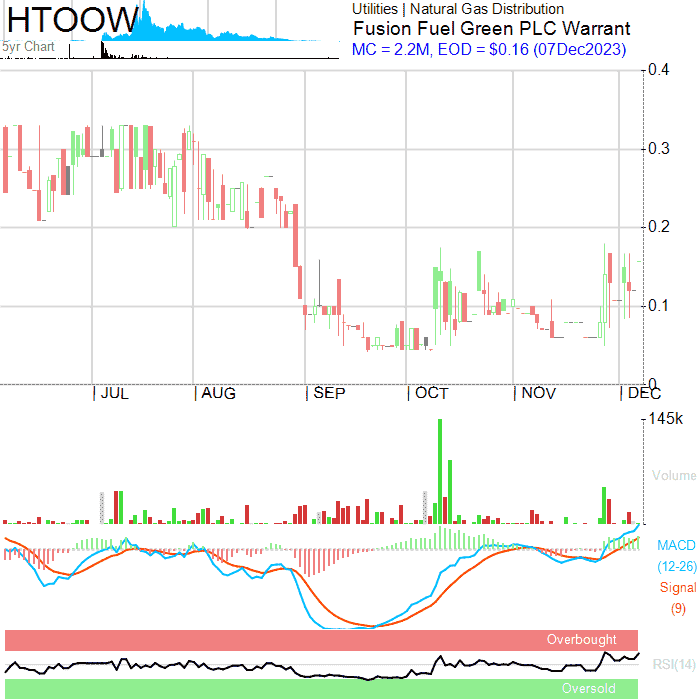 HTOOW
Utilities | Natural Gas Distribution
Fusion Fuel Green PLC Warrant
MC = 2.2M, EOD = $0.16 (07Dec2023)
5yr Chart
0.4
0.3
0.2
0.1
0
JUL
AUG
SEP
OCT
NOV
DEC
145k
Volume
MACD
(12-26)
Signal
(9)
Overbought
RSI(14)
Oversold